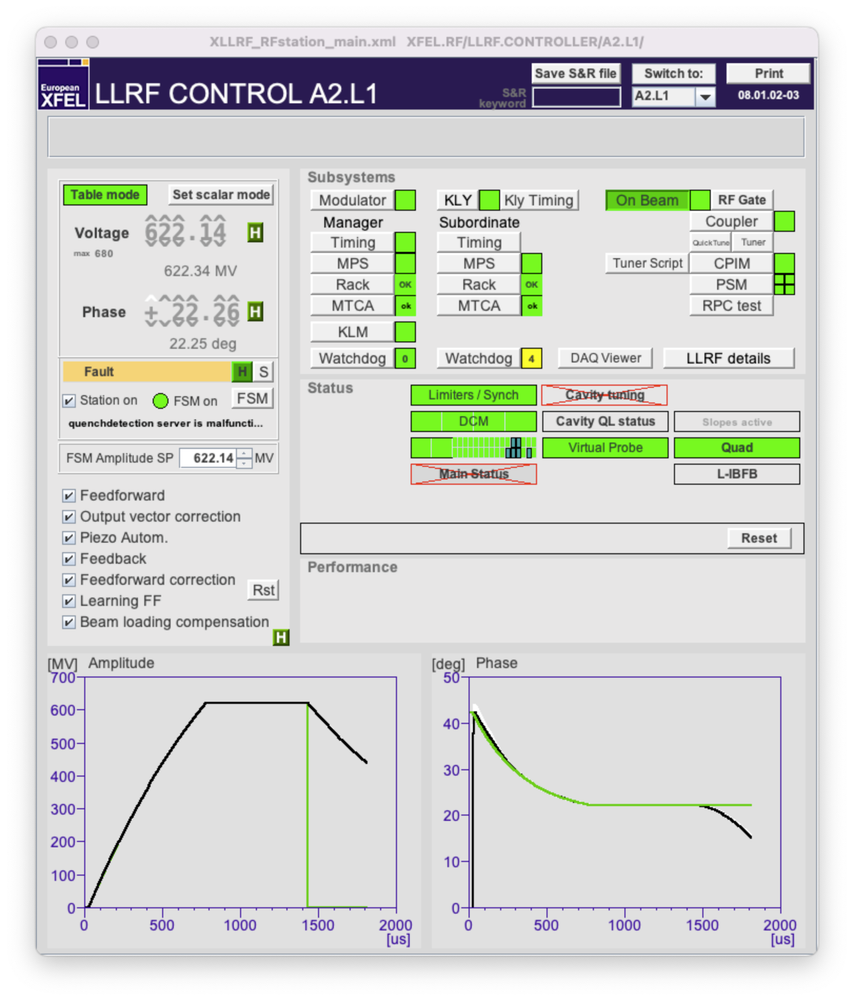 XLLRF_RFstation_main.xml XFEL.RF/LLRF.CONTROLLER/A2.L1/
European
XFEL
LLRF CONTROL A2.L1
S&R
keyword
Save S&R file
Switch to:
A2.L1
Print
08.01.02-03
Table mode
Set scalar mode
Voltage
622.14
H
max 680
622.34 MV
Phase
+ 22.26
H
22.25 deg
Fault
H
S
Station on
FSM on
FSM
quenchdetection server is malfuncti...
FSM Amplitude SP
622.14
MV
Feedforward
Output vector correction
Piezo Autom.
Feedback
Feedforward correction
Rst
Learning FF
Beam loading compensation
H
Subsystems
Modulator
KLY
Kly Timing
On Beam
RF Gate
Manager
Subordinate
Coupler
Timing
Timing
QuickTune
Tuner
MPS
MPS
Tuner Script
CPIM
Rack
OK
Rack
OK
PSM
MTCA
ok
MTCA
ok
RPC test
KLM
Watchdog
0
Watchdog
4
DAQ Viewer
LLRF details
Status
Limiters / Synch
Cavity tuning
DCM
Cavity QL status
Slopes active
Virtual Probe
Quad
Main Status
L-IBFB
Reset
Performance
[MV] Amplitude
700
600
500
400
300
200
100
0
0 500 1000 1500 2000
[us]
[deg] Phase
50
40
30
20
10
0
0 500 1000 1500 2000
[us]